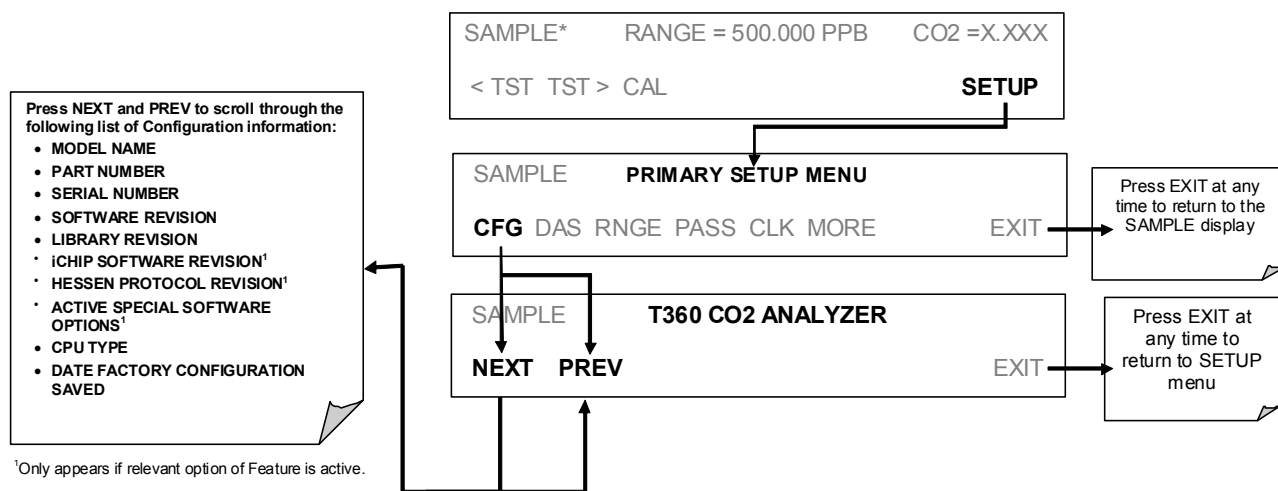 SAMPLE* RANGE = 500.000 PPB CO2 =X.XXX
< TST TST > CAL SETUP
Press NEXT and PREV to scroll through the
following list of Configuration information:
• MODEL NAME
• PART NUMBER
• SERIAL NUMBER
• SOFTWARE REVISION
• LIBRARY REVISION
• iCHIP SOFTWARE REVISION¹
• HESSEN PROTOCOL REVISION¹
• ACTIVE SPECIAL SOFTWARE
OPTIONS¹
• CPU TYPE
• DATE FACTORY CONFIGURATION
SAVED
¹Only appears if relevant option of Feature is active.
SAMPLE PRIMARY SETUP MENU
CFG DAS RNGE PASS CLK MORE EXIT
Press EXIT at any
time to return to the
SAMPLE display
SAMPLE T360 CO2 ANALYZER
NEXT PREV EXIT
Press EXIT at
any time to
return to SETUP
menu